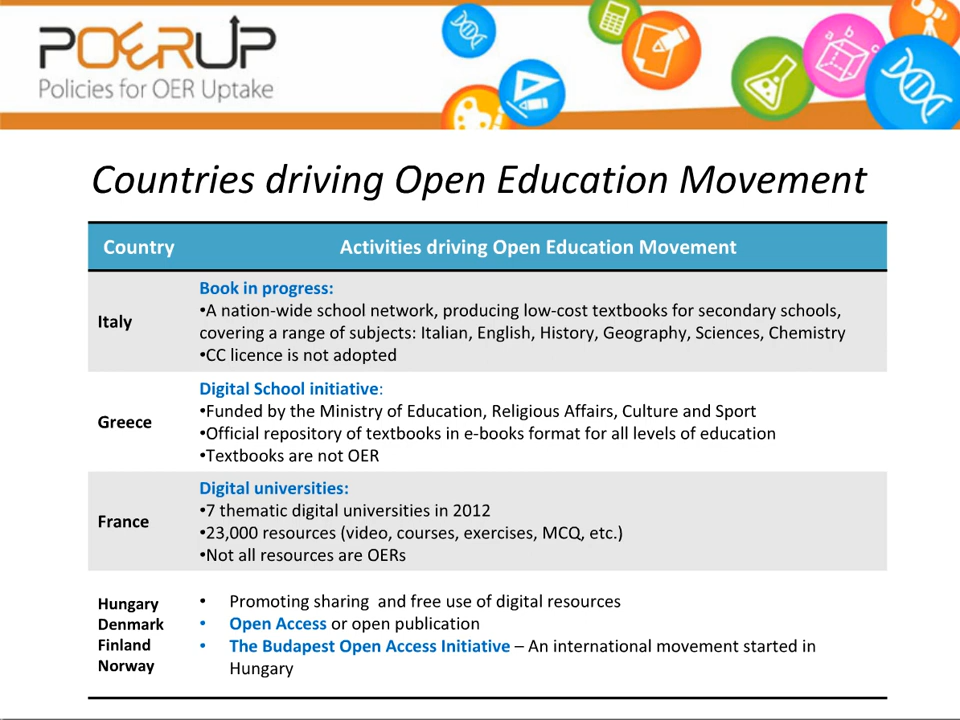 POERUP
Policies for OER Uptake
a b c
Countries driving Open Education Movement
Country Activities driving Open Education Movement
Italy
Book in progress:
•A nation-wide school network, producing low-cost textbooks for secondary schools,
covering a range of subjects: Italian, English, History, Geography, Sciences, Chemistry
•CC licence is not adopted
Greece
Digital School initiative:
•Funded by the Ministry of Education, Religious Affairs, Culture and Sport
•Official repository of textbooks in e-books format for all levels of education
•Textbooks are not OER
France
Digital universities:
•7 thematic digital universities in 2012
•23,000 resources (video, courses, exercises, MCQ, etc.)
•Not all resources are OERs
Hungary
Denmark
Finland
Norway
• Promoting sharing and free use of digital resources
• Open Access or open publication
• The Budapest Open Access Initiative – An international movement started in
Hungary